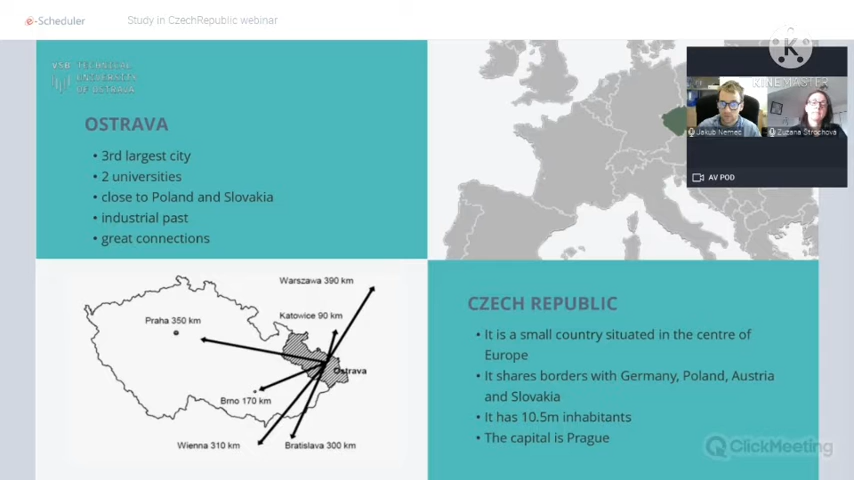 e-Scheduler
Study in CzechRepublic webinar
VSB TECHNICAL
UNIVERSITY
OF OSTRAVA
OSTRAVA
• 3rd largest city
• 2 universities
• close to Poland and Slovakia
• industrial past
• great connections
K
KINEMASTER
Jakub Nemec
Zuzana Štrochová
AV POD
Warszawa 390 km
Katowice 90 km
Praha 350 km
Ostrava
Brno 170 km
Wienna 310 km
Bratislava 300 km
CZECH REPUBLIC
• It is a small country situated in the centre of
Europe
• It shares borders with Germany, Poland, Austria
and Slovakia
• It has 10.5m inhabitants
• The capital is Prague
ClickMeeting